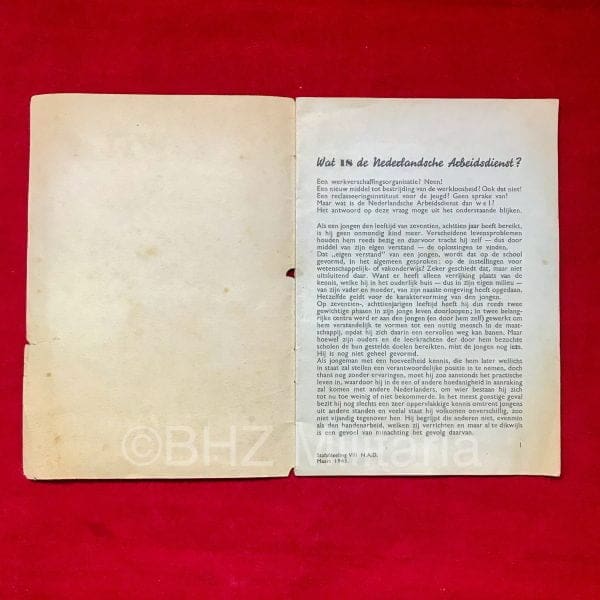 Wat IS de Nederlandsche Arbeidsdienst?
Een werkverschaffingsorganisatie? Neen!
Een nieuw middel tot bestrijding van de werkloosheid? Ook dat niet!
Een reclasseeringsinstituut voor de jeugd? Geen sprake van!
Maar wat is de Nederlandsche Arbeidsdienst dan w e l ?
Het antwoord op deze vraag moge uit het onderstaande blijken.
Als een jongen den leeftijd van zeventien, achttien jaar heeft bereikt,
is hij geen onmondig kind meer. Verscheidene levensproblemen
houden hem reeds bezig en daarvoor tracht hij zelf — dus door
middel van zijn eigen verstand — de oplossingen te vinden.
Dat „eigen verstand" van een jongen, wordt dat op de school
gevormd, in het algemeen gesproken: op de instellingen voor
wetenschappelijk- of vakonderwijs? Zeker geschiedt dat, maar niet
uitsluitend daar. Want er heeft alleen verrijking plaats van de
kennis, welke hij in het ouderlijk huis — dus in zijn eigen milieu —
van zijn vader en moeder, van zijn naaste omgeving heeft opgedaan.
Hetzelfde geldt voor de karaktervorming van den jongen.
Op zeventien-, achttienjarigen leeftijd heeft hij dus reeds twee
gewichtige phasen in zijn jonge leven doorloopen; in twee belang-
rijke centra werd er aan den jongen (en door hem zelf) gewerkt om
hem verstandelijk te vormen tot een nuttig mensch in de maat-
schappij, opdat hij zich daarin een eervollen weg kan banen. Maar
hoewel zijn ouders en de leerkrachten der door hem bezochte
scholen de hun gestelde doelen bereikten, mist de jongen nog iets.
Hij is nog niet geheel gevormd.
Als jongeman met een hoeveelheid kennis, die hem later wellicht
in staat zal stellen een verantwoordelijke positie in te nemen, doch
thans nog zonder ervaringen, moet hij zoo aanstonds het practische
leven in, waardoor hij in de een of andere hoedanigheid in aanraking
zal komen met andere Nederlanders, om wier bestaan hij zich
tot nu toe weinig of niet bekommerde. In het meest gunstige geval
bezit hij nog slechts een zeer oppervlakkige kennis omtrent jongens
uit andere standen en veelal staat hij volkomen onverschillig, zoo
niet vijandig tegenover hen. Hij begrijpt die anderen niet, evenmin
als den handenarbeid, welken zij verrichten en maar al te dikwijls
is een gevoel van minachting het gevolg daarvan.
1
Stafafdeeling VIII N.A.D.
Maart 1943.
©BHZ Militaria